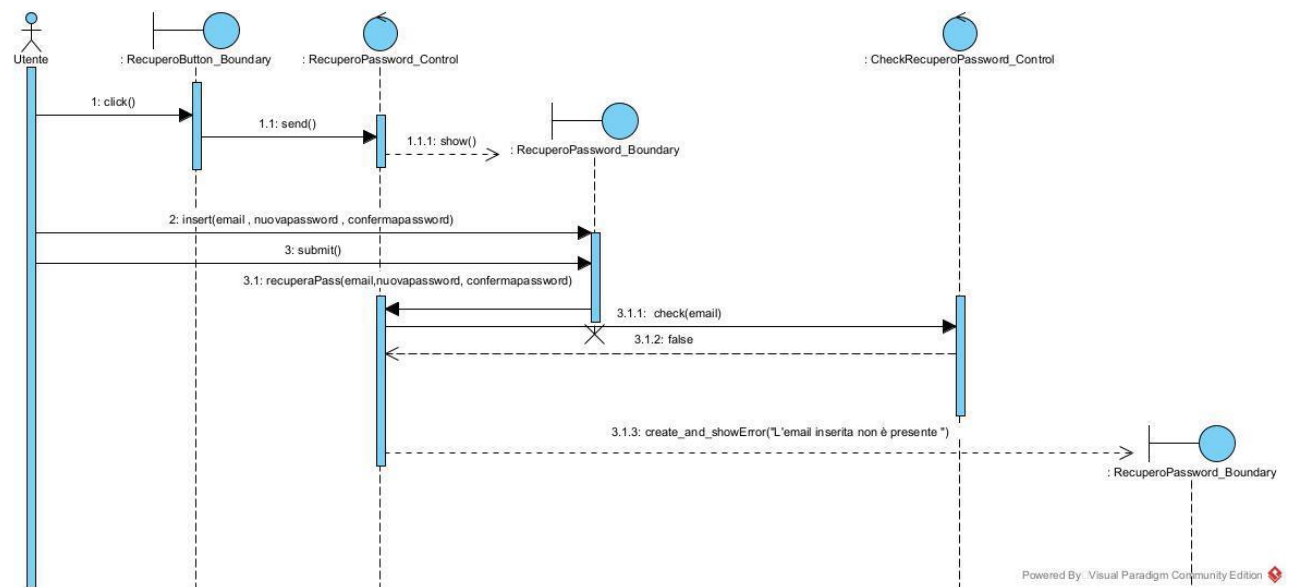 Utente
: RecuperoButton_Boundary
: RecuperoPassword_Control
: CheckRecuperoPassword_Control
1: click()
1.1: send()
1.1.1: show()
: RecuperoPassword_Boundary
2: insert(email , nuovapassword , confermapassword)
3: submit()
3.1: recuperaPass(email,nuovapassword, confermapassword)
3.1.1: check(email)
3.1.2: false
3.1.3: create_and_showError("L'email inserita non è presente ")
: RecuperoPassword_Boundary
Powered By Visual Paradigm Community Edition